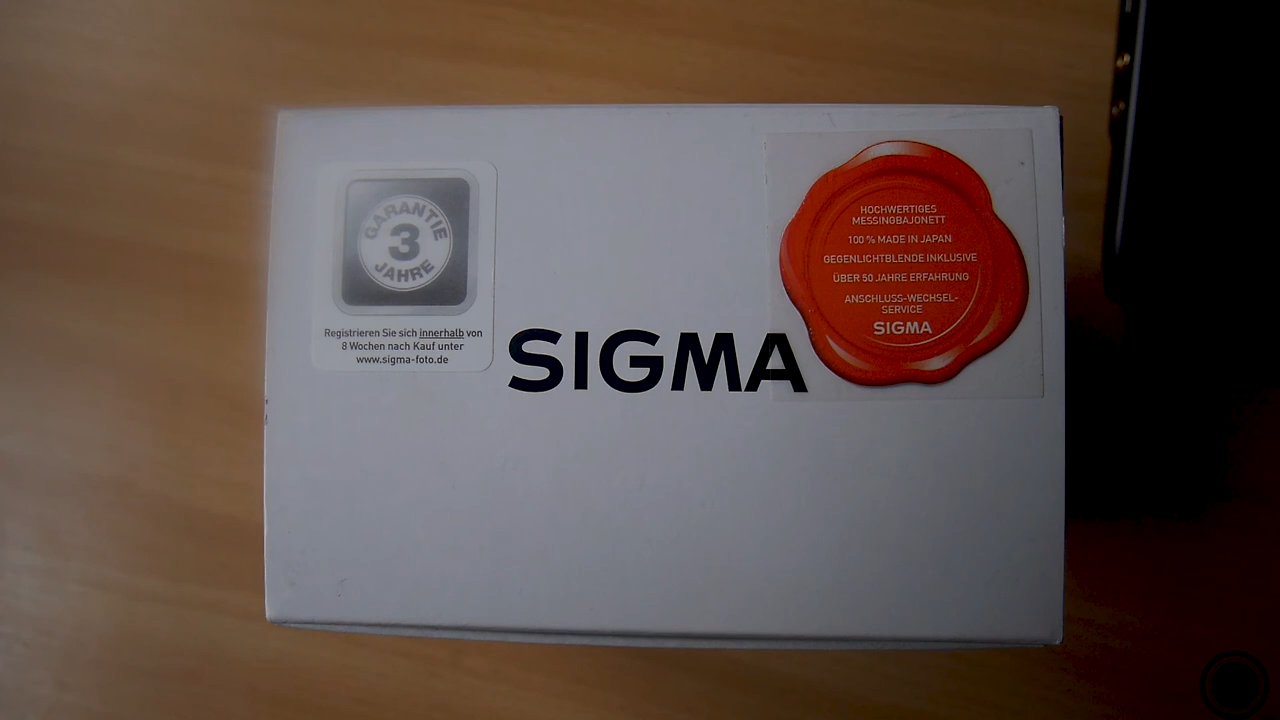 GARANTIE
3
JAHRE
Registrieren Sie sich innerhalb von
8 Wochen nach Kauf unter
www.sigma-foto.de
SIGMA
HOCHWERTIGES
MESSINGBAJONETT
100 % MADE IN JAPAN
GEGENLICHTBLENDE INKLUSIVE
ÜBER 50 JAHRE ERFAHRUNG
ANSCHLUSS-WECHSEL-
SERVICE
SIGMA